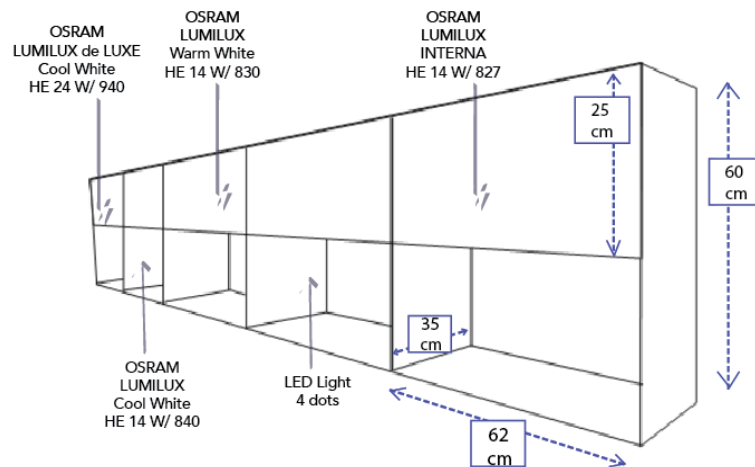 OSRAM
LUMILUX de LUXE
Cool White
HE 24 W/ 940
OSRAM
LUMILUX
Warm White
HE 14 W/ 830
OSRAM
LUMILUX
INTERNA
HE 14 W/ 827
25
cm
60
cm
35
cm
62
cm
OSRAM
LUMILUX
Cool White
HE 14 W/ 840
LED Light
4 dots